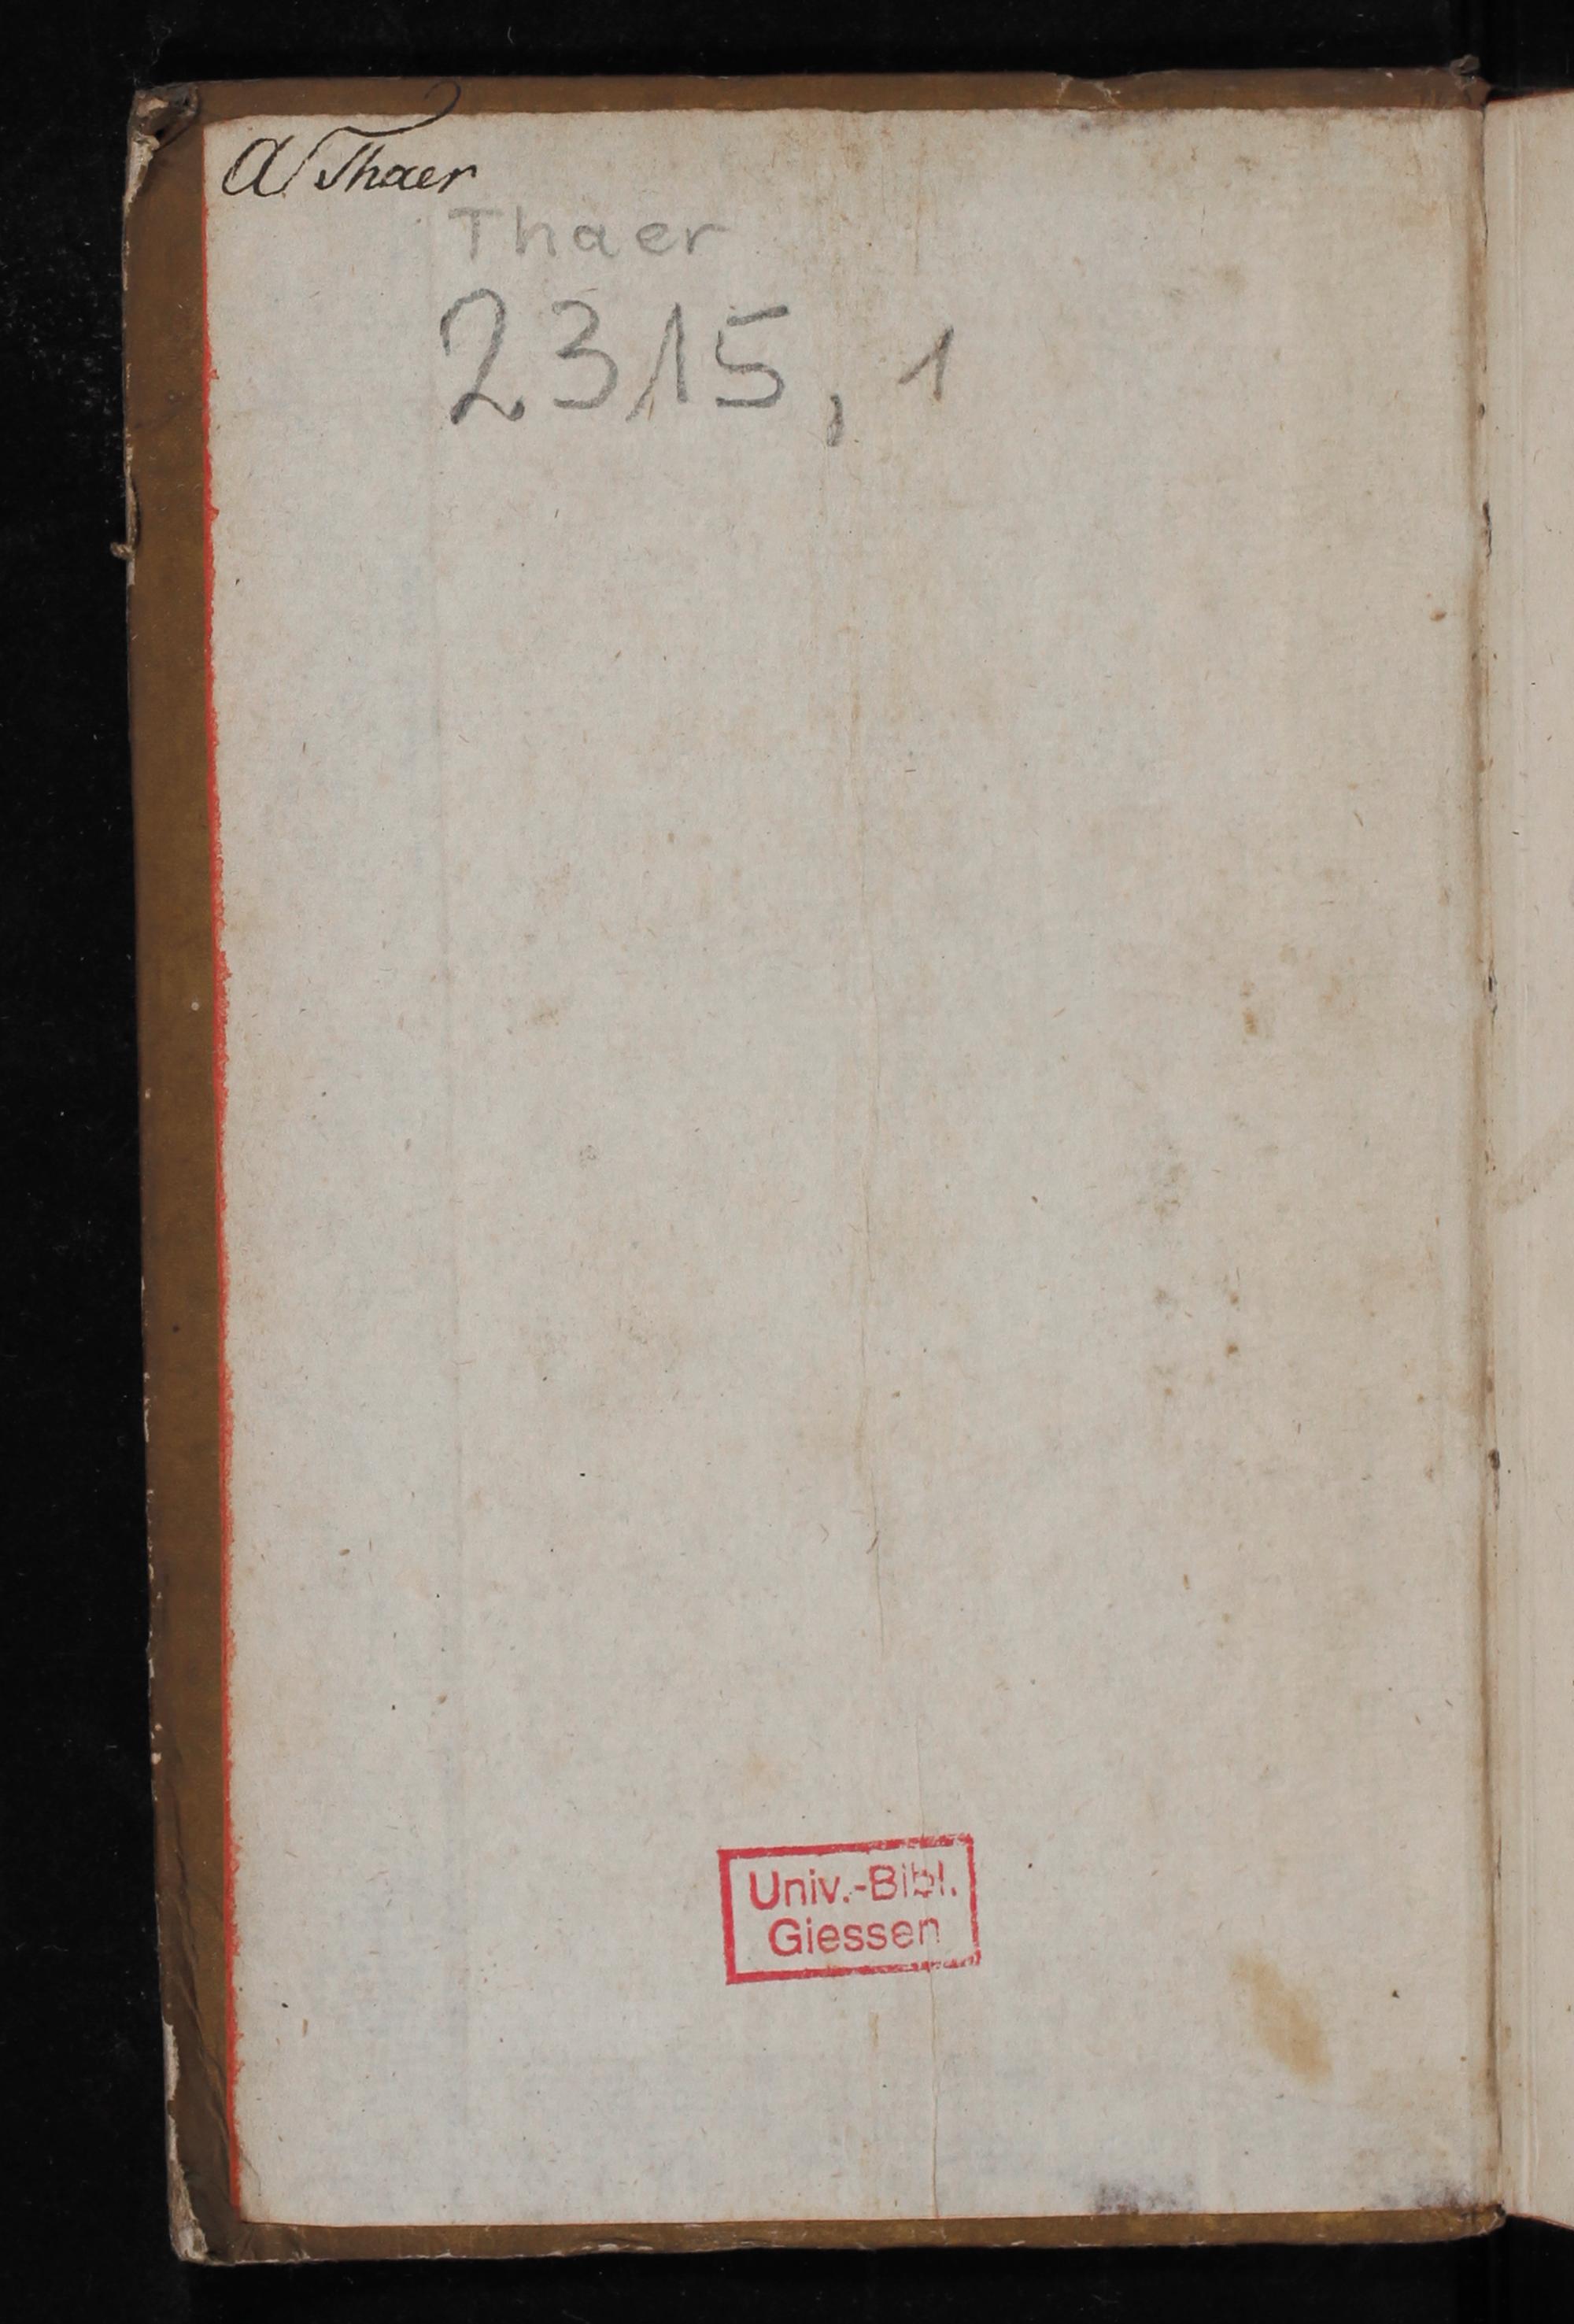 A. Thaer
Thaer
2315, 1
Univ.-Bibl.
Giessen